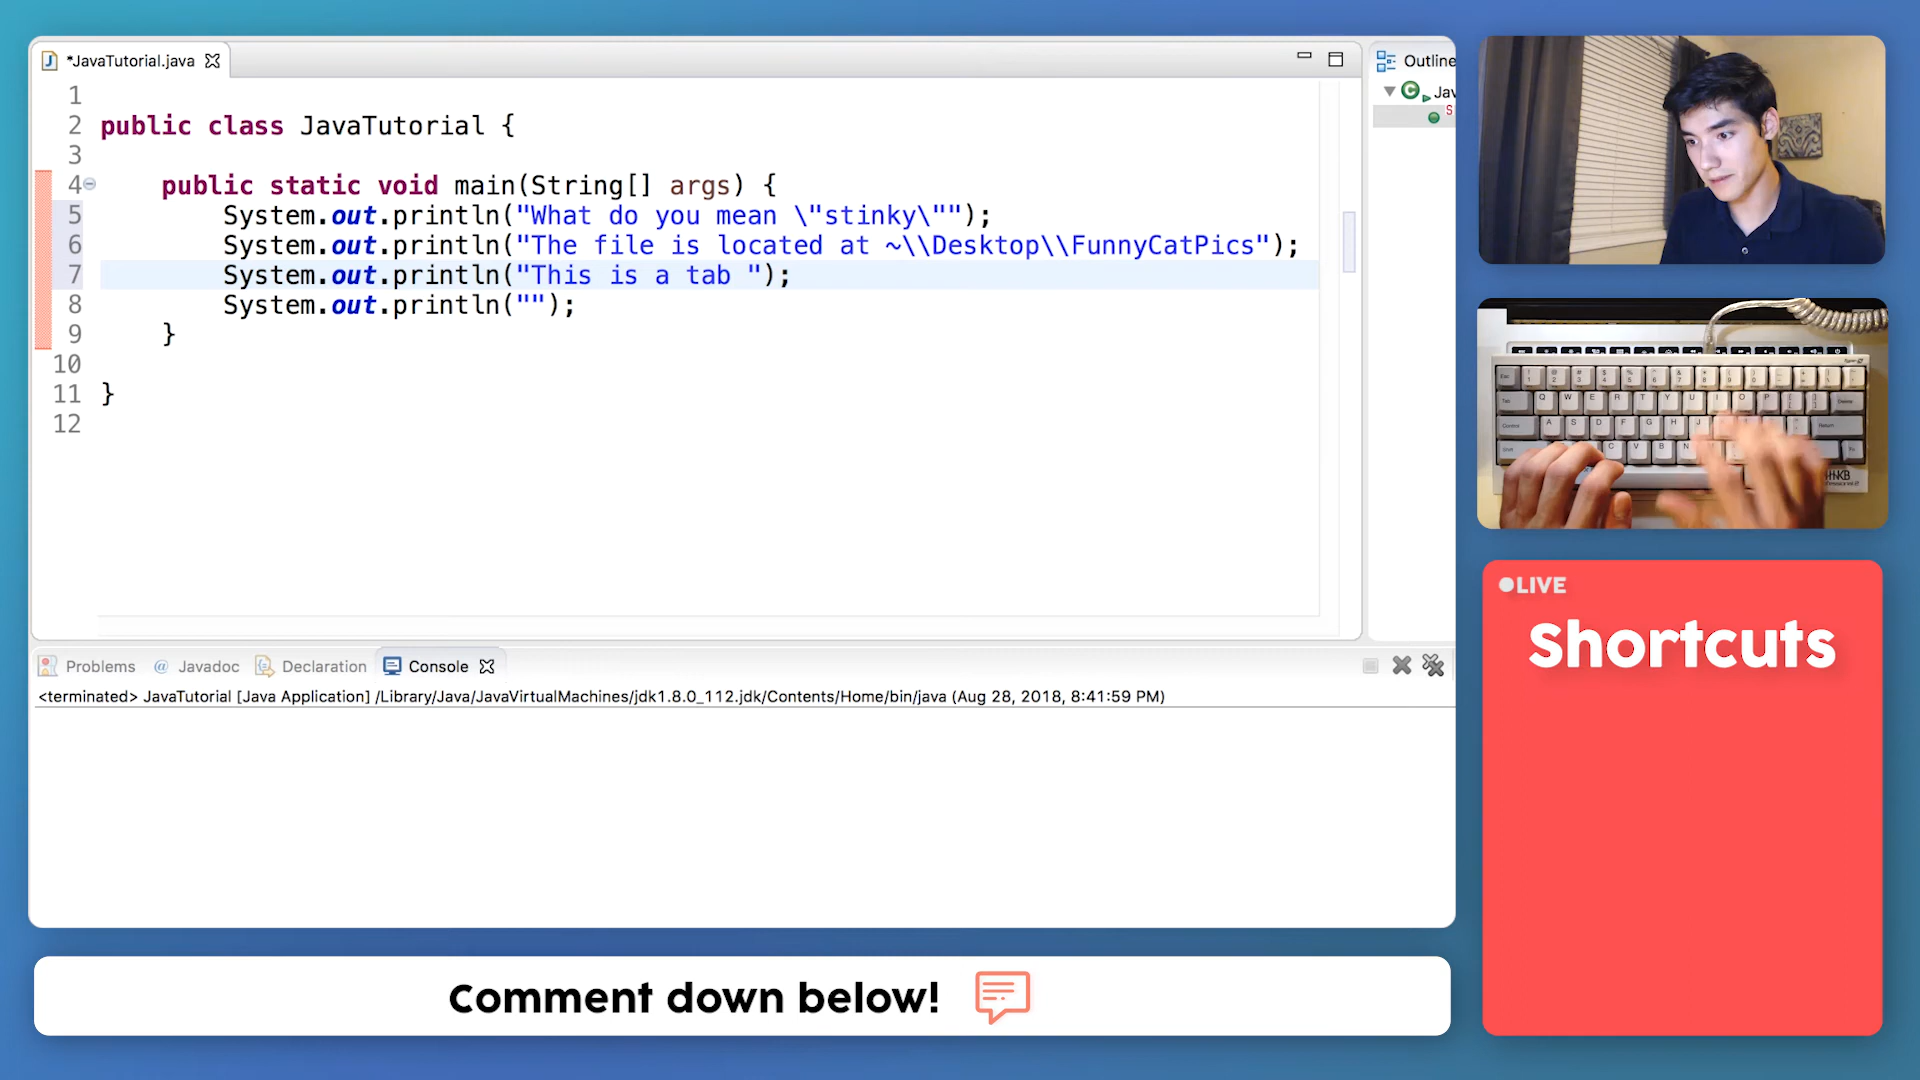 *JavaTutorial.java
Outline
1
2 public class JavaTutorial {
3
4 public static void main(String[] args) {
5 System.out.println("What do you mean \"stinky\"");
6 System.out.println("The file is located at ~\\Desktop\\FunnyCatPics");
7 System.out.println("This is a tab ");
8 System.out.println("");
9 }
10
11 }
12
Jav
S
Problems @ Javadoc Declaration Console
<terminated> JavaTutorial [Java Application] /Library/Java/JavaVirtualMachines/jdk1.8.0_112.jdk/Contents/Home/bin/java (Aug 28, 2018, 8:41:59 PM)
LIVE
Shortcuts
Comment down below!